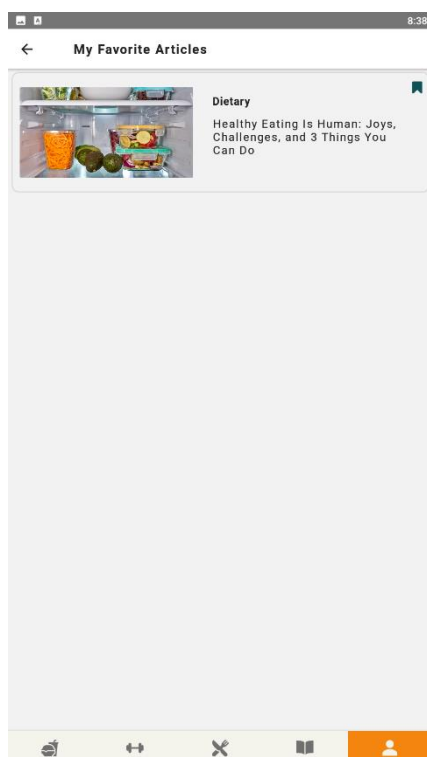 8:38
My Favorite Articles
Dietary
Healthy Eating Is Human: Joys,
Challenges, and 3 Things You
Can Do